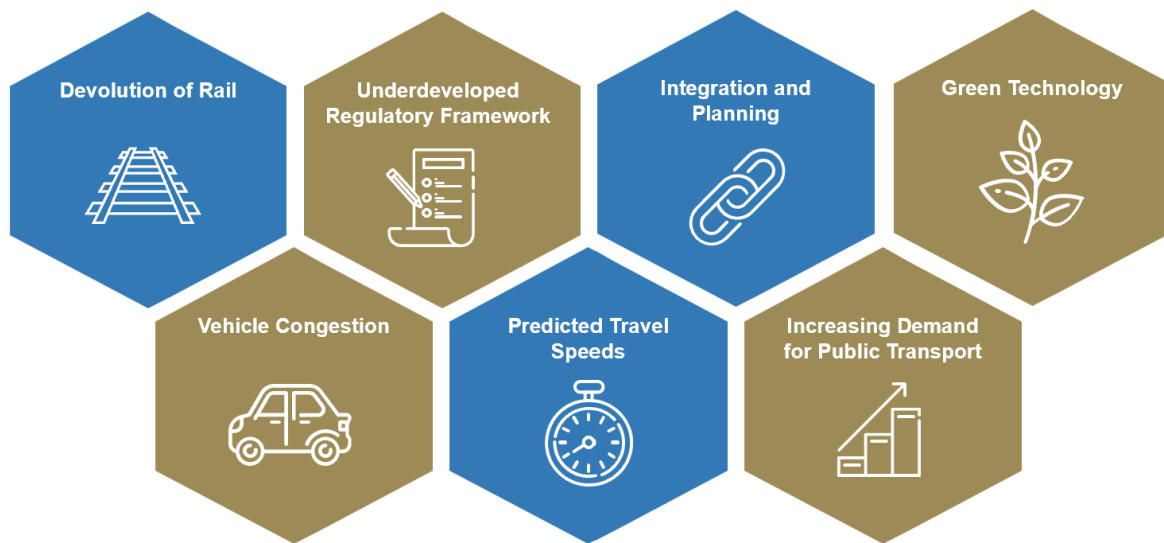 Devolution of Rail
Underdeveloped
Regulatory Framework
Integration and
Planning
Green Technology
Vehicle Congestion
Predicted Travel
Speeds
Increasing Demand
for Public Transport